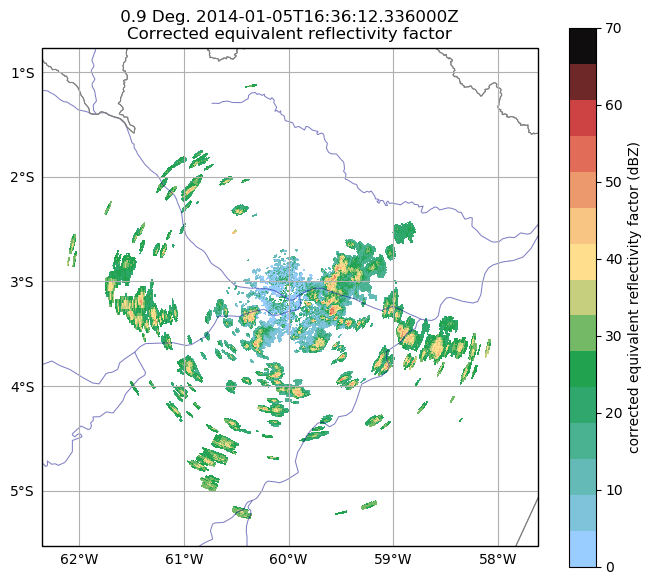 0.9 Deg. 2014-01-05T16:36:12.336000Z
Corrected equivalent reflectivity factor
1°S
2°S
3°S
4°S
5°S
62°W 61°W 60°W 59°W 58°W
70
60
50
40
30
20
10
0
corrected equivalent reflectivity factor (dBZ)